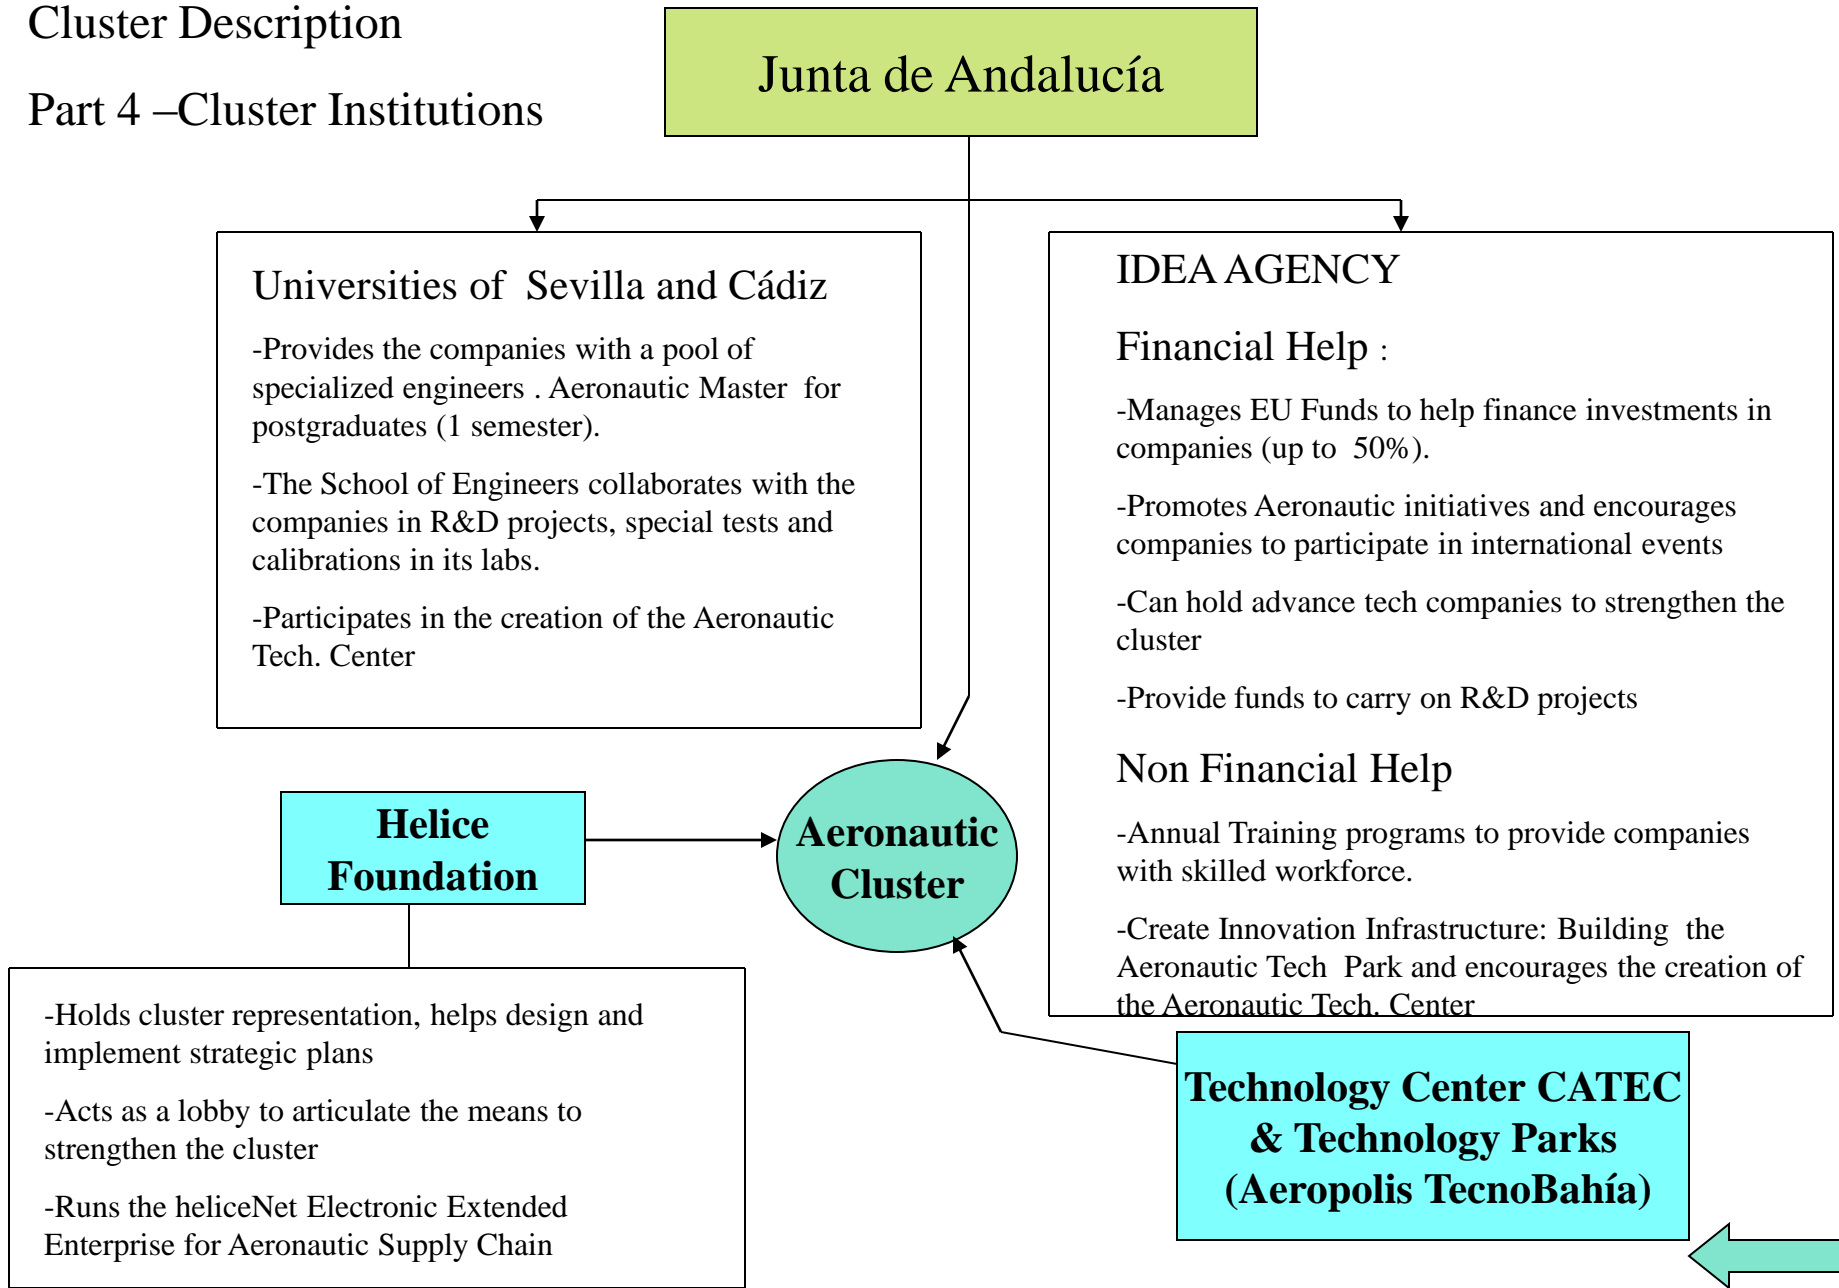 Cluster Description
Part 4 –Cluster Institutions
Junta de Andalucía
Universities of  Sevilla and Cádiz
-Provides the companies with a pool of
specialized engineers . Aeronautic Master  for
postgraduates (1 semester).
-The School of Engineers collaborates with the
companies in R&D projects, special tests and
calibrations in its labs.
-Participates in the creation of the Aeronautic
Tech. Center
IDEA AGENCY
Financial Help :
-Manages EU Funds to help finance investments in
companies (up to  50%).
-Promotes Aeronautic initiatives and encourages
companies to participate in international events
-Can hold advance tech companies to strengthen the
cluster
-Provide funds to carry on R&D projects
Non Financial Help
-Annual Training programs to provide companies
with skilled workforce.
-Create Innovation Infrastructure: Building  the
Aeronautic Tech  Park and encourages the creation of
the Aeronautic Tech. Center
Helice
Foundation
Aeronautic
Cluster
-Holds cluster representation, helps design and
implement strategic plans
-Acts as a lobby to articulate the means to
strengthen the cluster
-Runs the heliceNet Electronic Extended
Enterprise for Aeronautic Supply Chain
Technology Center CATEC
& Technology Parks
(Aeropolis TecnoBahía)